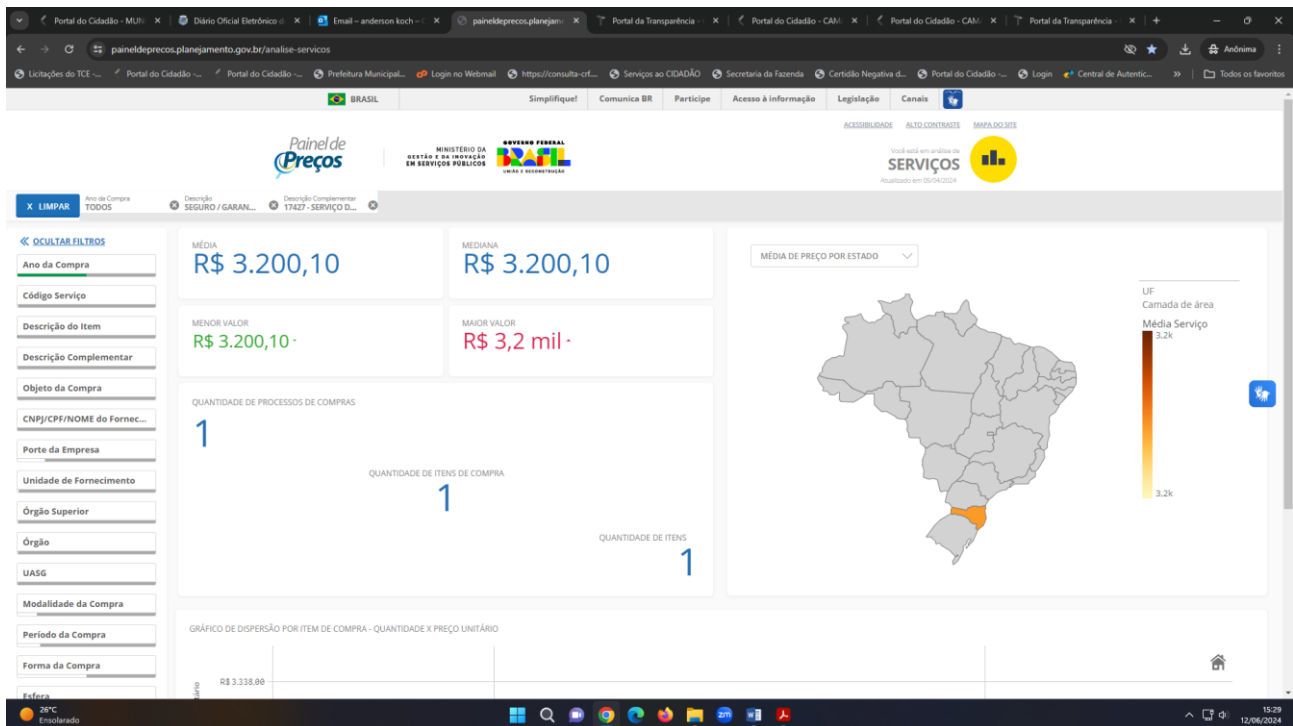 Portal do Cidadão - MUNI
Diário Oficial Eletrônico d
Email – anderson koch –
paineldeprecos.planejam
Portal da Transparência -
Portal do Cidadão - CAM
Portal do Cidadão - CAM
Portal da Transparência -
paineldeprecos.planejamento.gov.br/analise-servicos
Anônima
Licitações do TCE -...
Portal do Cidadão -...
Portal do Cidadão -...
Prefeitura Municipal...
Login no Webmail
https://consulta-crf....
Serviços ao CIDADÃO
Secretaria da Fazenda
Certidão Negativa d...
Portal do Cidadão -...
Login
Central de Autentic...
Todos os favoritos
BRASIL
Simplifique!
Comunica BR
Participe
Acesso à informação
Legislação
Canais
ACESSIBILIDADE
ALTO CONTRASTE
MAPA DO SITE
Painel de
Preços
MINISTÉRIO DA
GESTÃO E DA INOVAÇÃO
EM SERVIÇOS PÚBLICOS
GOVERNO FEDERAL
BRASIL
UNIÃO E RECONSTRUÇÃO
Você está em análise de
SERVIÇOS
Atualizado em 05/04/2024
X LIMPAR
Ano da Compra
TODOS
Descrição
SEGURO / GARAN...
Descrição Complementar
17427 - SERVIÇO D...
OCULTAR FILTROS
Ano da Compra
Código Serviço
Descrição do Item
Descrição Complementar
Objeto da Compra
CNPJ/CPF/NOME do Fornec...
Porte da Empresa
Unidade de Fornecimento
Órgão Superior
Órgão
UASG
Modalidade da Compra
Período da Compra
Forma da Compra
Esfera
MÉDIA
R$ 3.200,10
MEDIANA
R$ 3.200,10
MENOR VALOR
R$ 3.200,10
MAIOR VALOR
R$ 3,2 mil
QUANTIDADE DE PROCESSOS DE COMPRAS
1
QUANTIDADE DE ITENS DE COMPRA
1
QUANTIDADE DE ITENS
1
MÉDIA DE PREÇO POR ESTADO
UF
Camada de área
Média Serviço
3.2k
3.2k
GRÁFICO DE DISPERSÃO POR ITEM DE COMPRA - QUANTIDADE X PREÇO UNITÁRIO
R$ 3.338,00
26°C
Ensolarado
15:29
12/06/2024